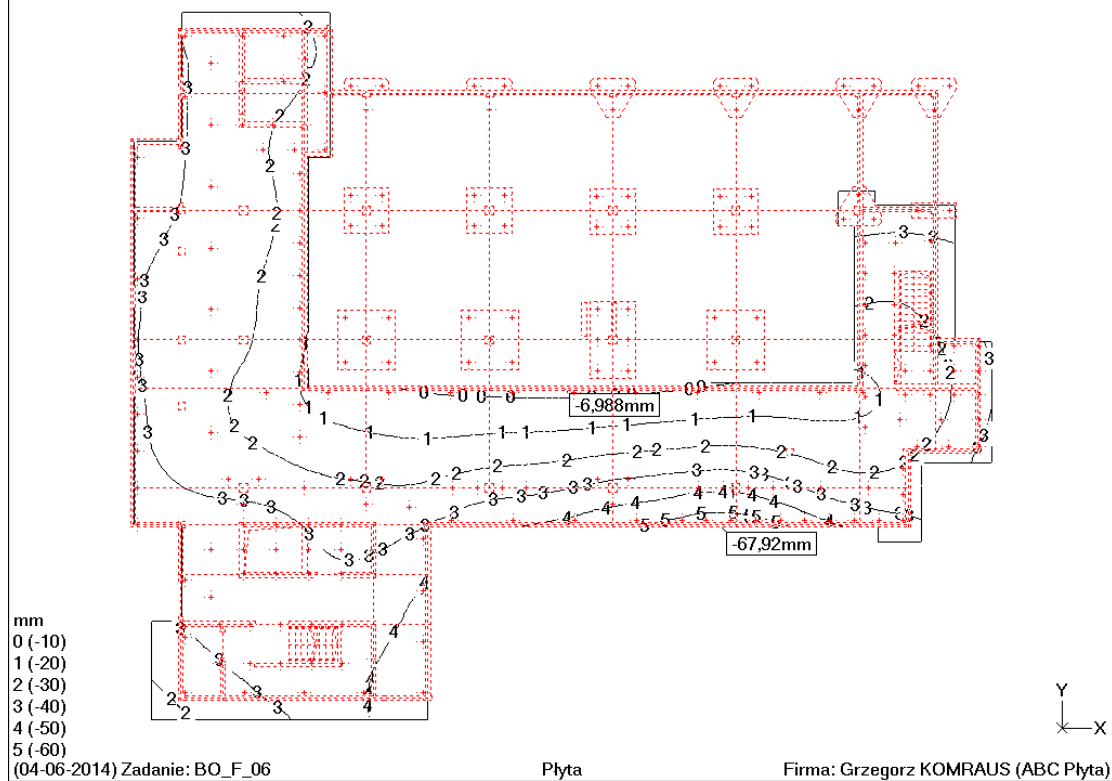 -6,988mm
-67,92mm
mm
0 (-10)
1 (-20)
2 (-30)
3 (-40)
4 (-50)
5 (-60)
Y
X
(04-06-2014) Zadanie: BO_F_06 Płyta Firma: Grzegorz KOMRAUS (ABC Płyta)